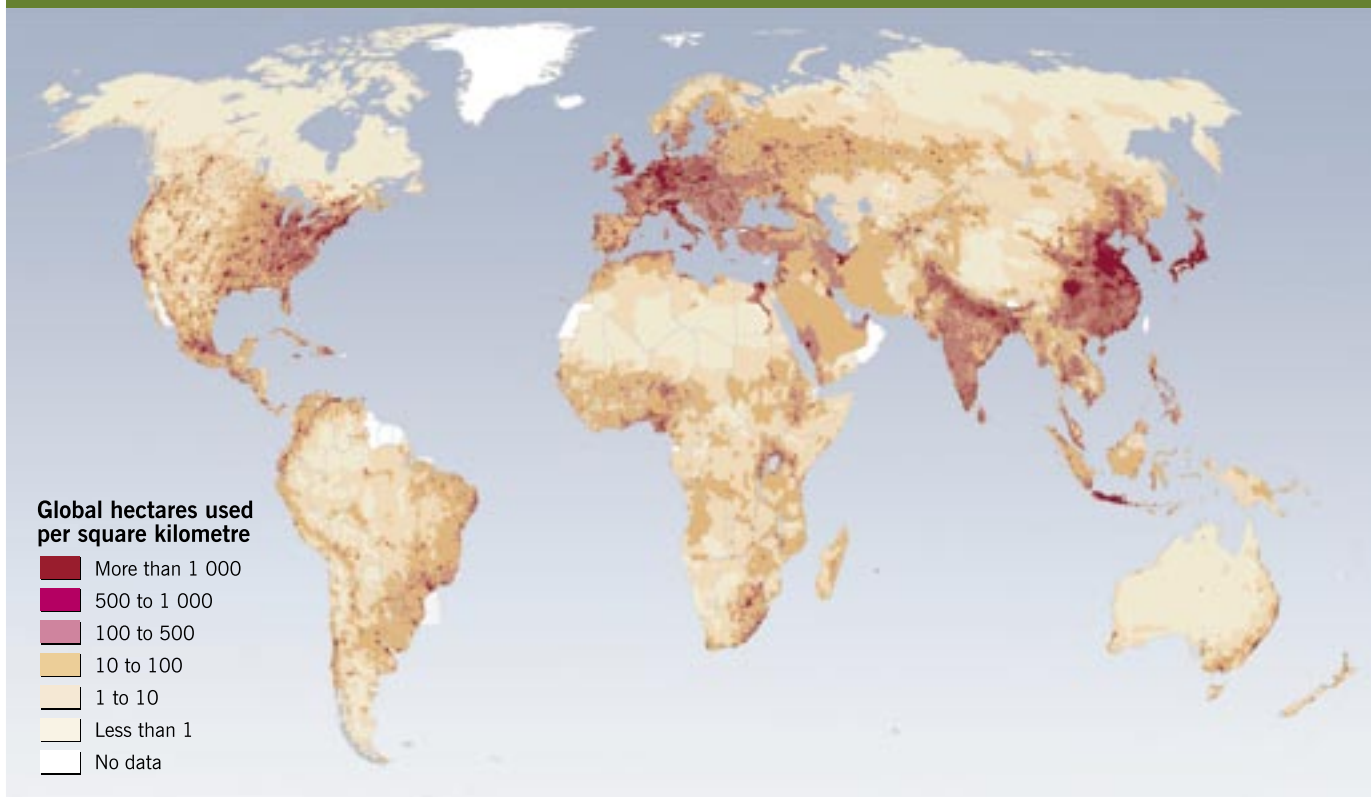 Global hectares used
per square kilometre
More than 1 000
500 to 1 000
100 to 500
10 to 100
1 to 10
Less than 1
No data